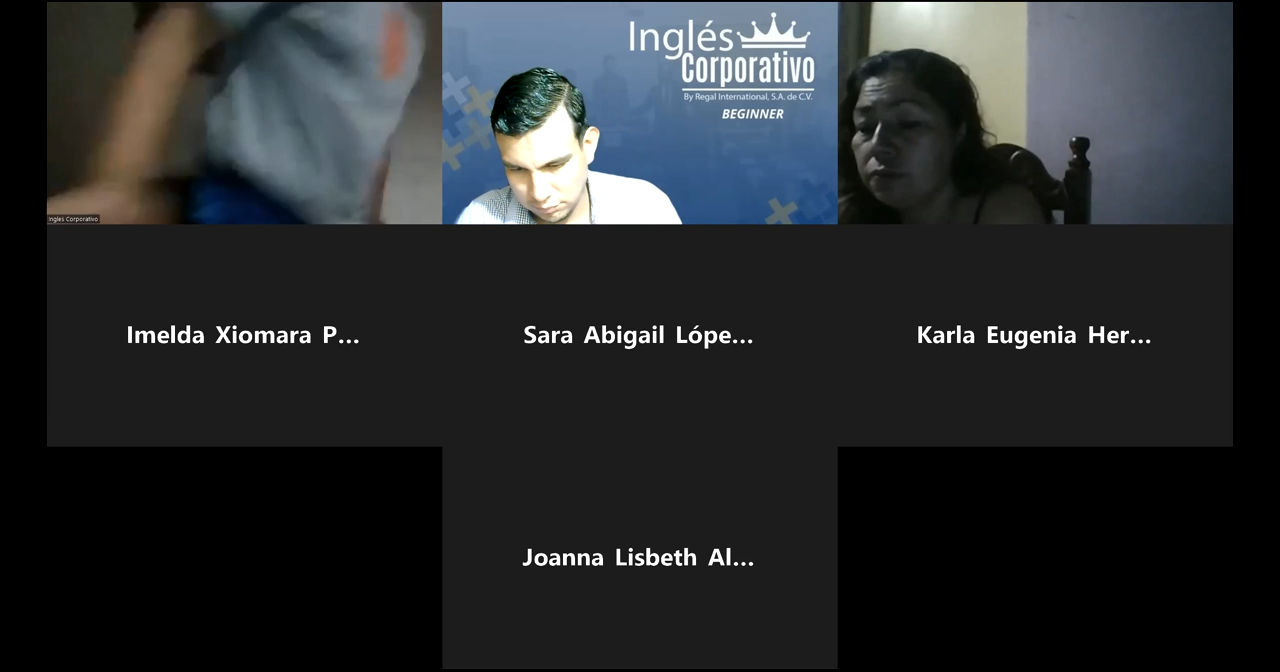 Inglés
Corporativo
By Regal International, S.A. de C.V.
BEGINNER
Inglés Corporativo
Imelda Xiomara P...
Sara Abigail Lópe...
Karla Eugenia Her...
Joanna Lisbeth Al...